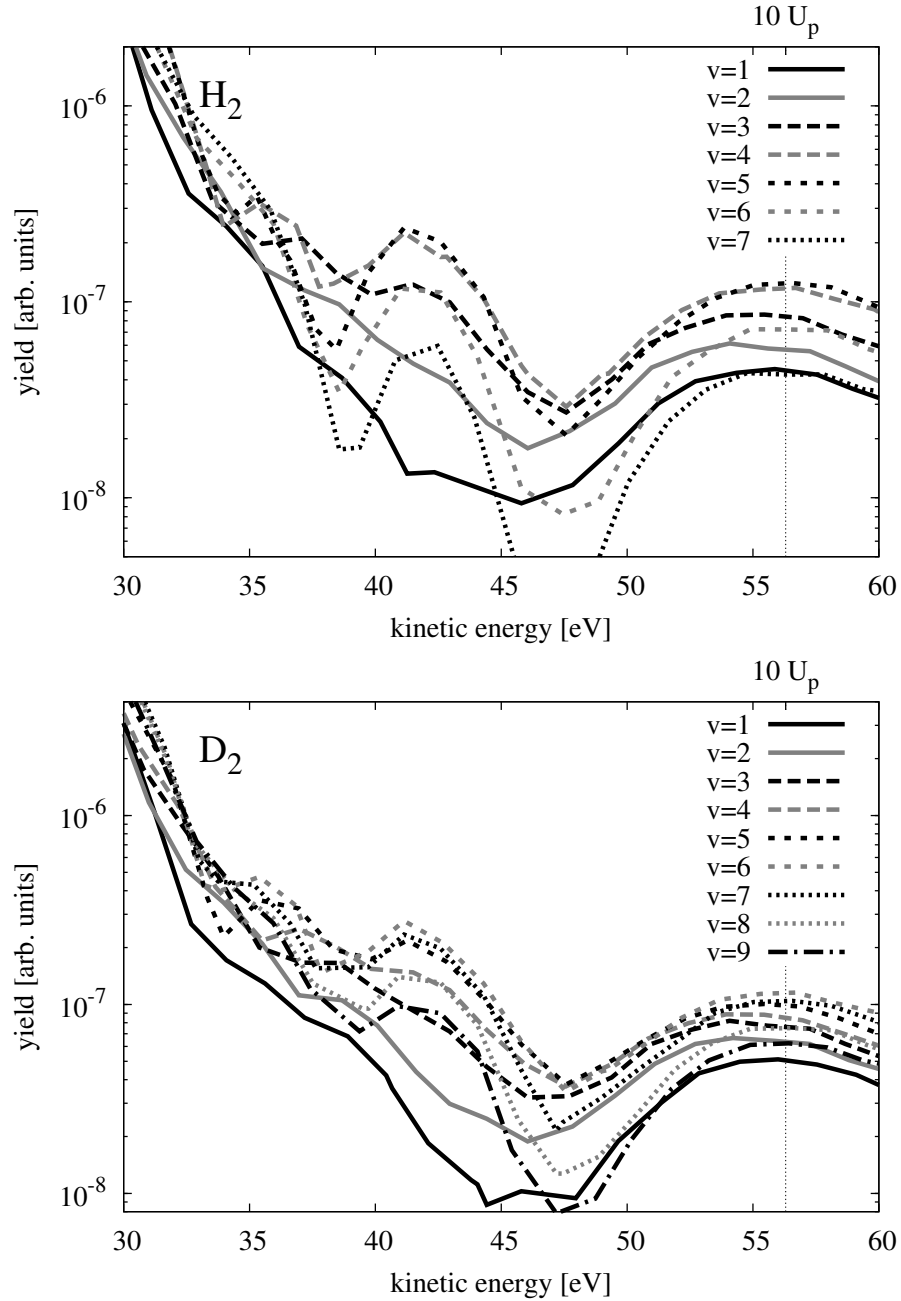 10 U_p
H_2
v=1
v=2
v=3
v=4
v=5
v=6
v=7
10^-6
10^-7
10^-8
yield [arb. units]
30 35 40 45 50 55 60
kinetic energy [eV]
10 U_p
D_2
v=1
v=2
v=3
v=4
v=5
v=6
v=7
v=8
v=9
10^-6
10^-7
10^-8
yield [arb. units]
30 35 40 45 50 55 60
kinetic energy [eV]